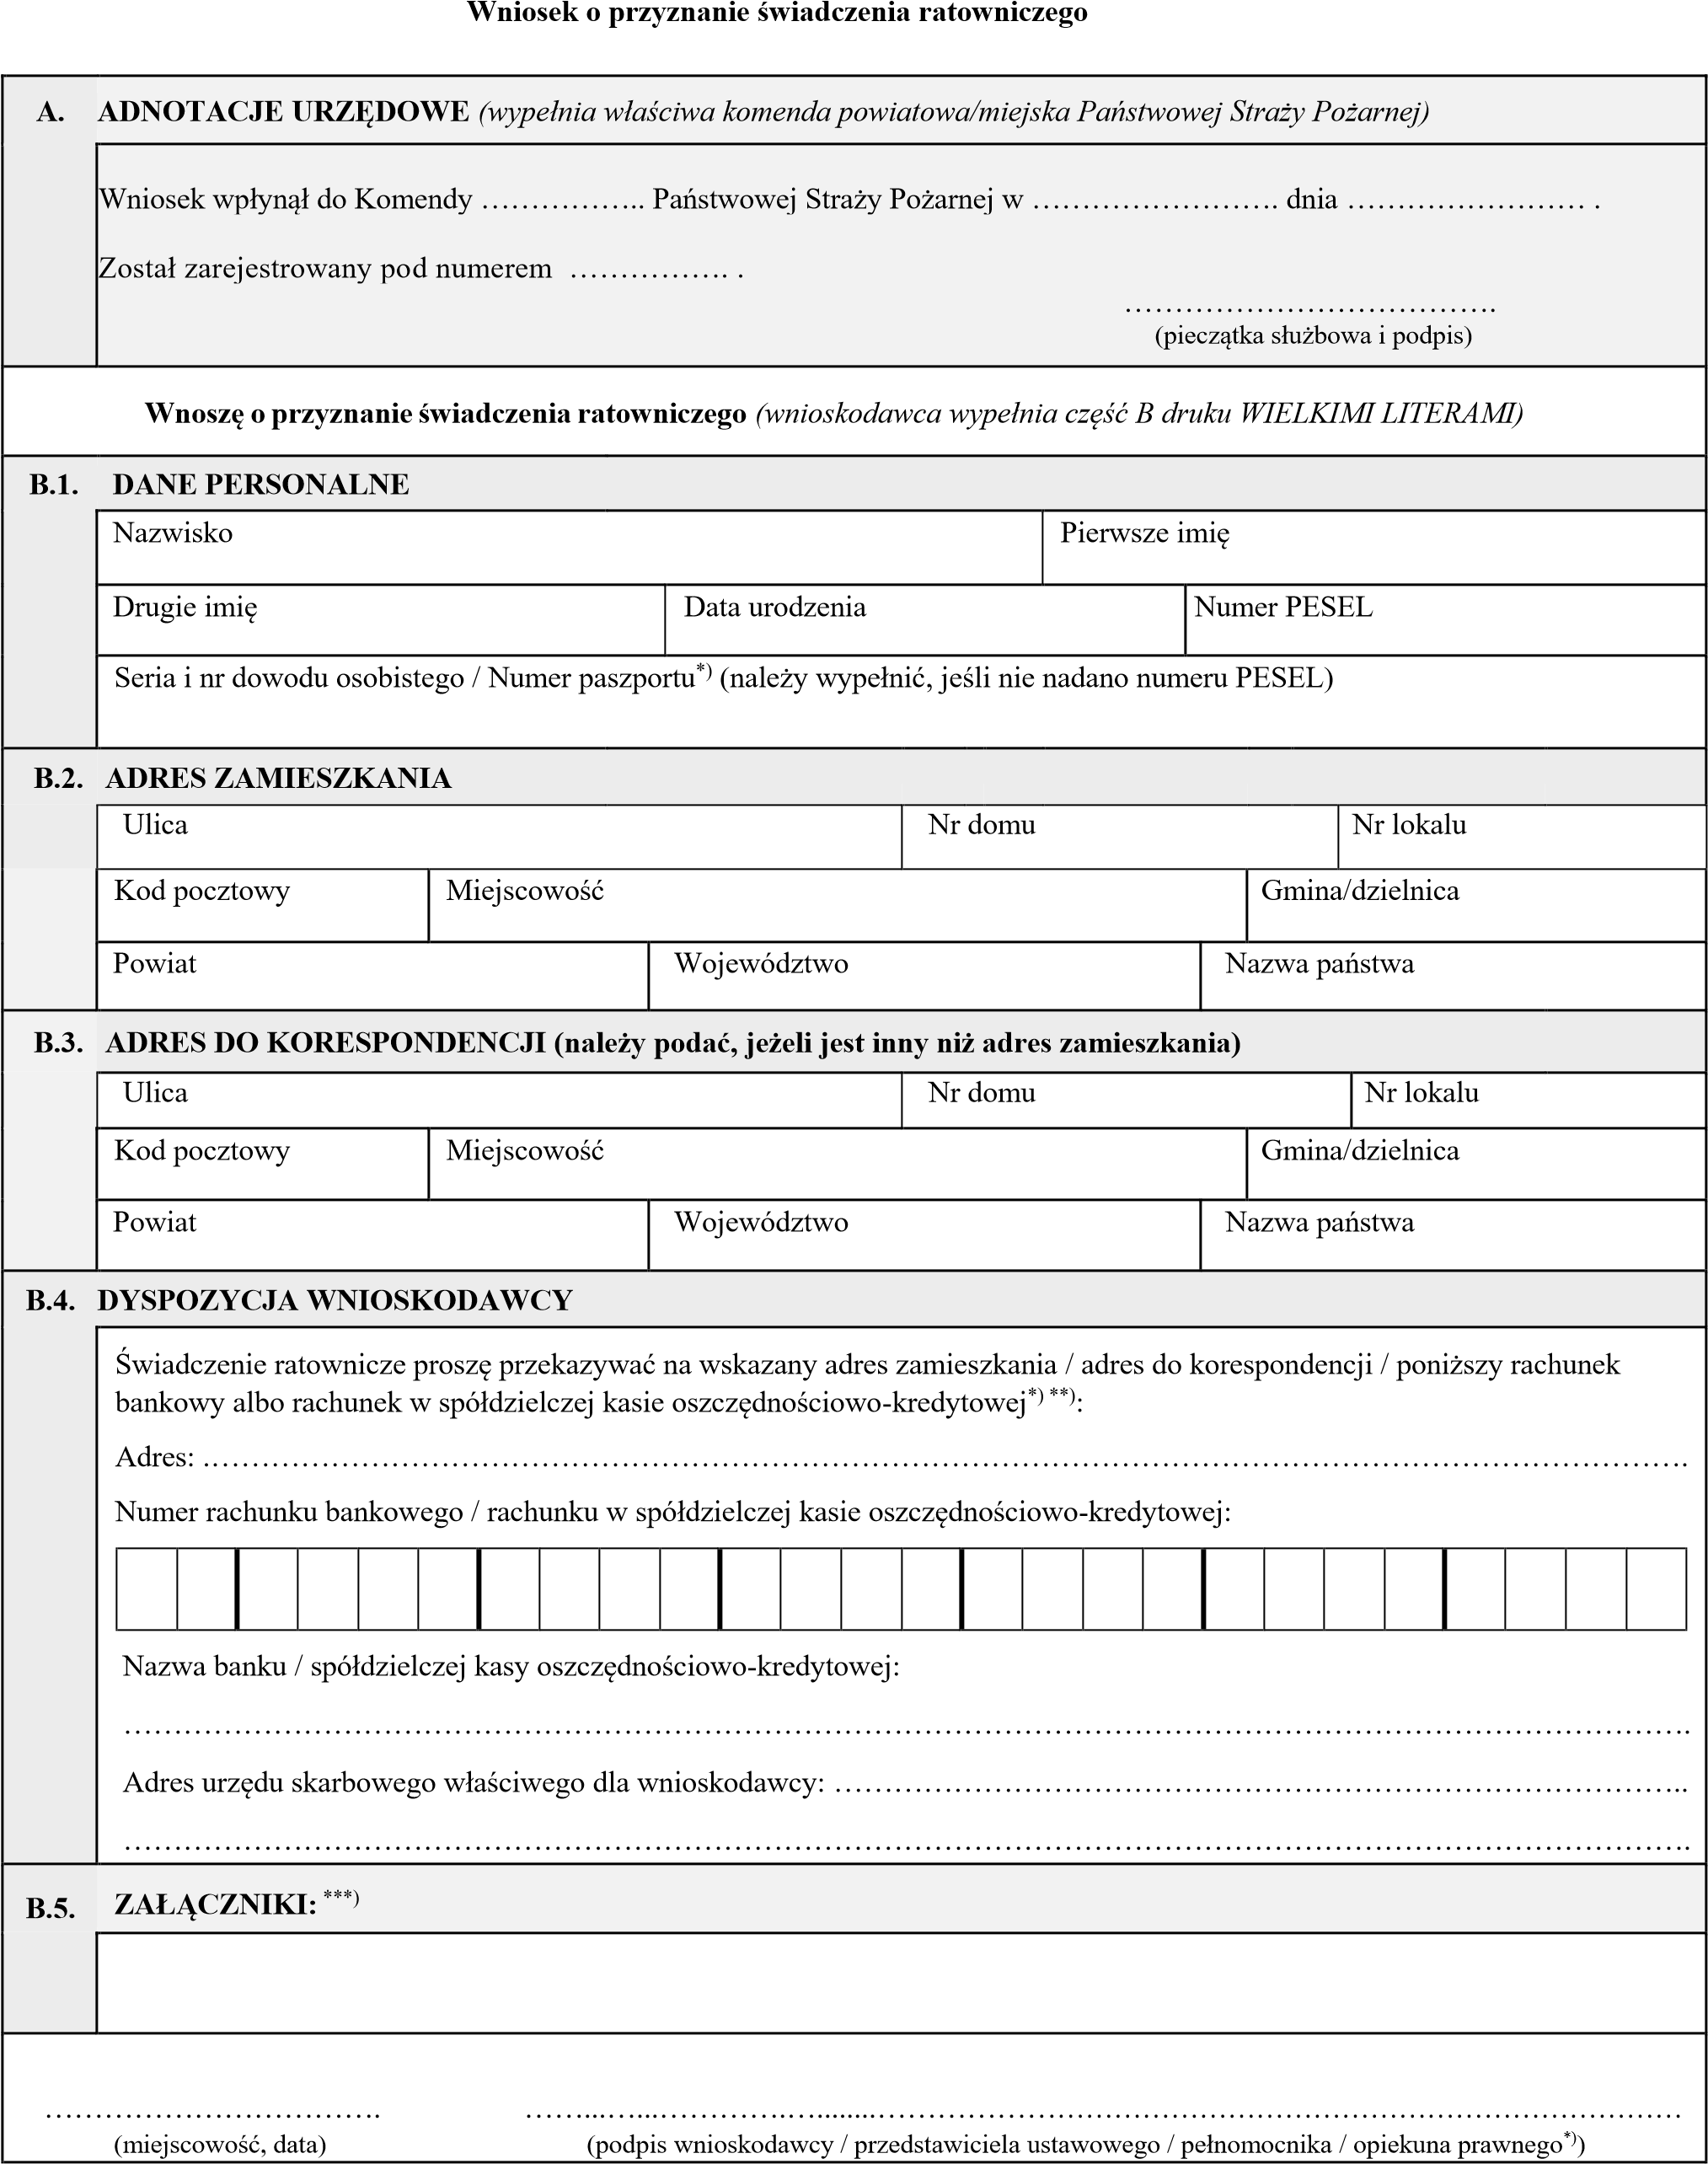 Wniosek o przyznanie świadczenia ratowniczego
A. ADNOTACJE URZĘDOWE (wypełnia właściwa komenda powiatowa/miejska Państwowej Straży Pożarnej)
Wniosek wpłynął do Komendy …………….. Państwowej Straży Pożarnej w ……………………. dnia …………………… .
Został zarejestrowany pod numerem ……………. .
……………………………….
(pieczątka służbowa i podpis)
Wnoszę o przyznanie świadczenia ratowniczego (wnioskodawca wypełnia część B druku WIELKIMI LITERAMI)
B.1. DANE PERSONALNE
Nazwisko Pierwsze imię
Drugie imię Data urodzenia Numer PESEL
Seria i nr dowodu osobistego / Numer paszportu*) (należy wypełnić, jeśli nie nadano numeru PESEL)
B.2. ADRES ZAMIESZKANIA
Ulica Nr domu Nr lokalu
Kod pocztowy Miejscowość Gmina/dzielnica
Powiat Województwo Nazwa państwa
B.3. ADRES DO KORESPONDENCJI (należy podać, jeżeli jest inny niż adres zamieszkania)
Ulica Nr domu Nr lokalu
Kod pocztowy Miejscowość Gmina/dzielnica
Powiat Województwo Nazwa państwa
B.4. DYSPOZYCJA WNIOSKODAWCY
Świadczenie ratownicze proszę przekazywać na wskazany adres zamieszkania / adres do korespondencji / poniższy rachunek
bankowy albo rachunek w spółdzielczej kasie oszczędnościowo-kredytowej*) **):
Adres: …………………………………………………………………………………………………………………………………….
Numer rachunku bankowego / rachunku w spółdzielczej kasie oszczędnościowo-kredytowej:
Nazwa banku / spółdzielczej kasy oszczędnościowo-kredytowej:
…………………………………………………………………………………………………………………………………………….
Adres urzędu skarbowego właściwego dla wnioskodawcy: …………………………………………………………………………..
…………………………………………………………………………………………………………………………………………….
B.5. ZAŁĄCZNIKI: ***)
……………………………. ……...…...………….…........………………………………………………………………………
(miejscowość, data) (podpis wnioskodawcy / przedstawiciela ustawowego / pełnomocnika / opiekuna prawnego*))